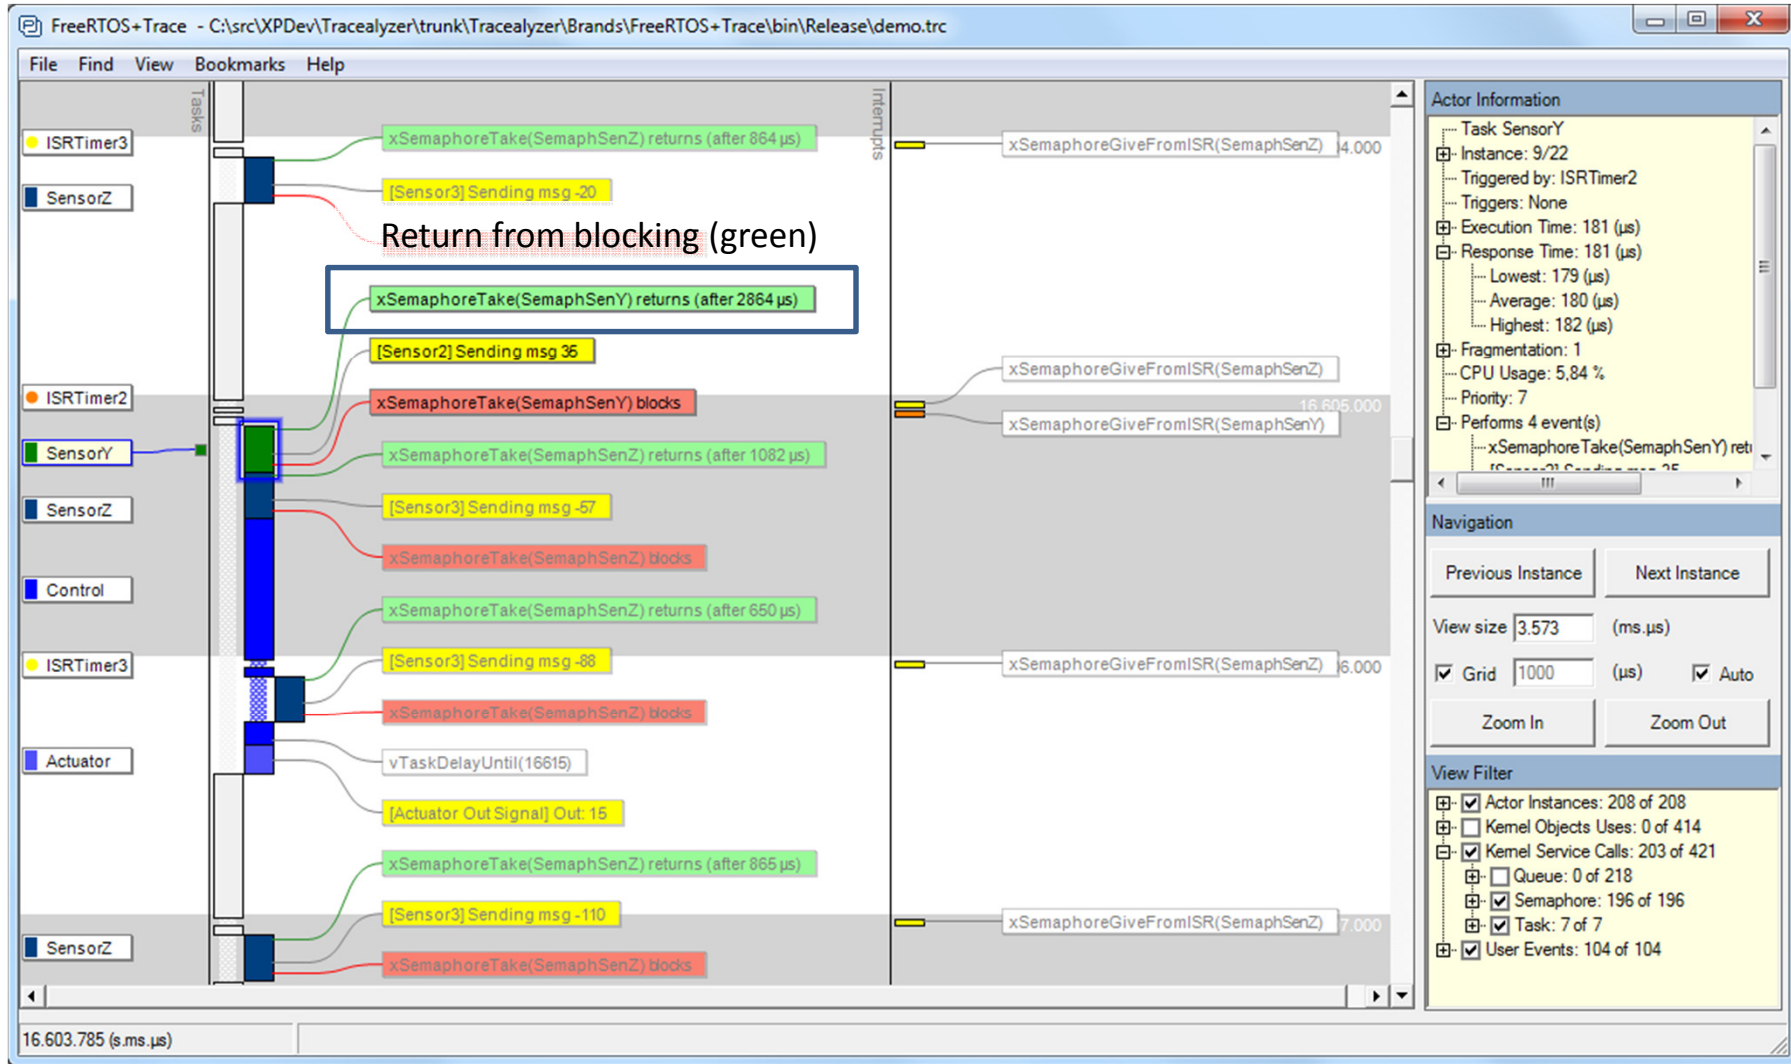 FreeRTOS+Trace - C:\src\XPDev\Tracealyzer\trunk\Tracealyzer\Brands\FreeRTOS+Trace\bin\Release\demo.trc
File Find View Bookmarks Help
Tasks
Interrupts
ISRTimer3
xSemaphoreTake(SemaphSenZ) returns (after 864 µs)
xSemaphoreGiveFromISR(SemaphSenZ)
4.000
SensorZ
[Sensor3] Sending msg -20
Return from blocking (green)
xSemaphoreTake(SemaphSenY) returns (after 2864 µs)
[Sensor2] Sending msg 35
xSemaphoreGiveFromISR(SemaphSenZ)
ISRTimer2
xSemaphoreTake(SemaphSenY) blocks
16.605.000
xSemaphoreGiveFromISR(SemaphSenY)
SensorY
xSemaphoreTake(SemaphSenZ) returns (after 1082 µs)
SensorZ
[Sensor3] Sending msg -57
xSemaphoreTake(SemaphSenZ) blocks
Control
xSemaphoreTake(SemaphSenZ) returns (after 650 µs)
ISRTimer3
[Sensor3] Sending msg -88
xSemaphoreGiveFromISR(SemaphSenZ)
6.000
xSemaphoreTake(SemaphSenZ) blocks
Actuator
vTaskDelayUntil(16615)
[Actuator Out Signal] Out: 15
xSemaphoreTake(SemaphSenZ) returns (after 865 µs)
[Sensor3] Sending msg -110
xSemaphoreGiveFromISR(SemaphSenZ)
7.000
SensorZ
xSemaphoreTake(SemaphSenZ) blocks
16.603.785 (s.ms.µs)
Actor Information
Task SensorY
Instance: 9/22
Triggered by: ISRTimer2
Triggers: None
Execution Time: 181 (µs)
Response Time: 181 (µs)
Lowest: 179 (µs)
Average: 180 (µs)
Highest: 182 (µs)
Fragmentation: 1
CPU Usage: 5,84 %
Priority: 7
Performs 4 event(s)
xSemaphoreTake(SemaphSenY) retu
[Sensor2] Sending msg 35
Navigation
Previous Instance
Next Instance
View size 3.573 (ms.µs)
Grid 1000 (µs) Auto
Zoom In
Zoom Out
View Filter
Actor Instances: 208 of 208
Kernel Objects Uses: 0 of 414
Kernel Service Calls: 203 of 421
Queue: 0 of 218
Semaphore: 196 of 196
Task: 7 of 7
User Events: 104 of 104